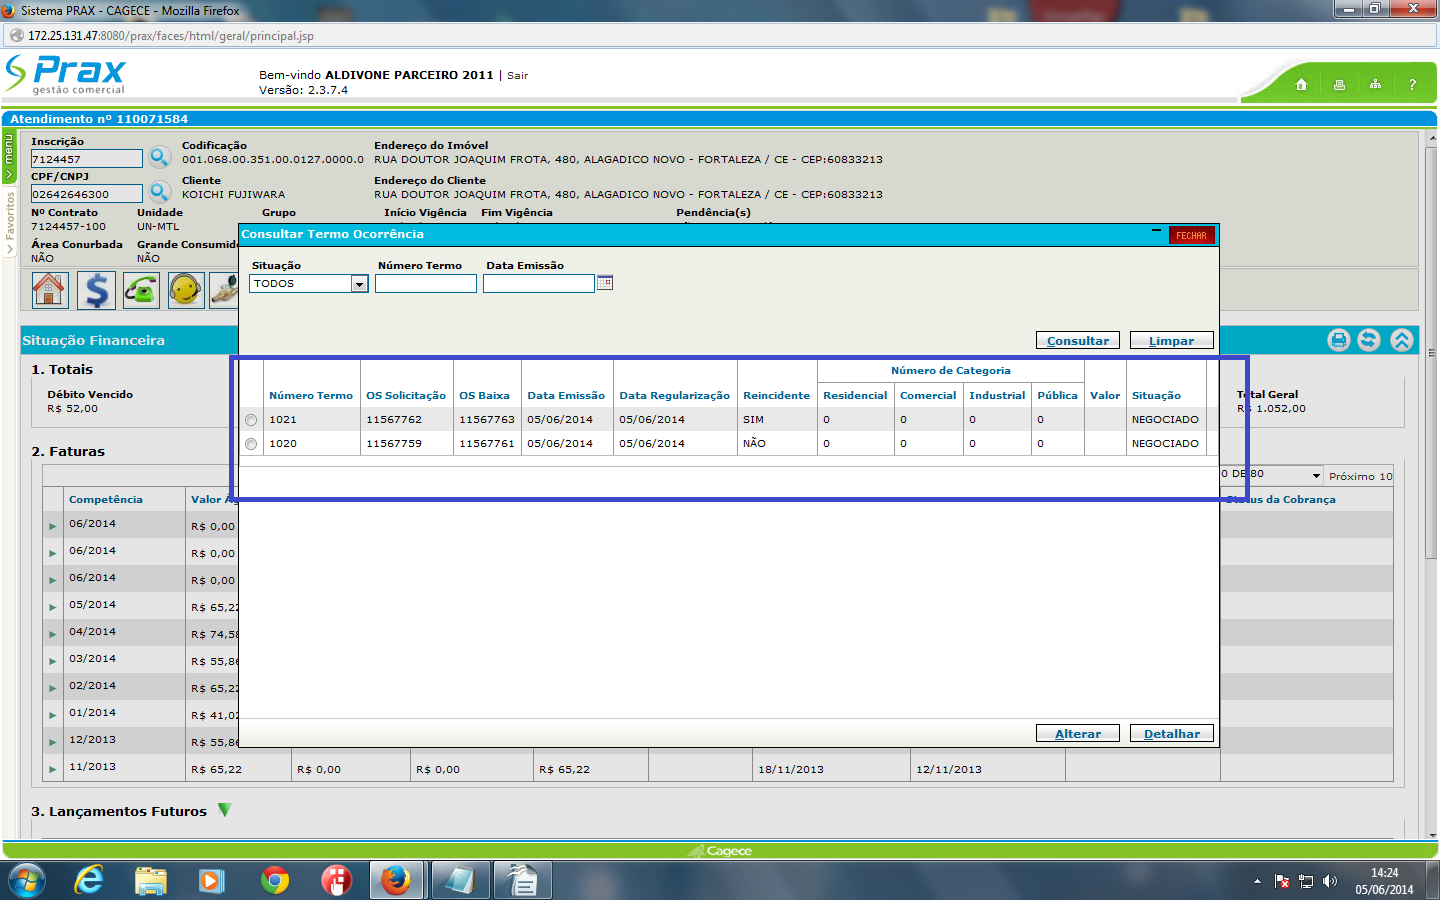 Sistema PRAX - CAGECE - Mozilla Firefox
172.25.131.47:8080/prax/faces/html/geral/principal.jsp
Prax
gestão comercial
Bem-vindo ALDIVONE PARCEIRO 2011 | Sair
Versão: 2.3.7.4
?
Atendimento nº 110071584
menu
Favoritos
Inscrição
7124457
Codificação
001.068.00.351.00.0127.0000.0
Endereço do Imóvel
RUA DOUTOR JOAQUIM FROTA, 480, ALAGADICO NOVO - FORTALEZA / CE - CEP:60833213
CPF/CNPJ
02642646300
Cliente
KOICHI FUJIWARA
Endereço do Cliente
RUA DOUTOR JOAQUIM FROTA, 480, ALAGADICO NOVO - FORTALEZA / CE - CEP:60833213
Nº Contrato Unidade Grupo Início Vigência Fim Vigência Pendência(s)
7124457-100 UN-MTL
Área Conurbada Grande Consumido
NÃO NÃO
Consultar Termo Ocorrência
FECHAR
Situação Número Termo Data Emissão
TODOS
Consultar Limpar
Situação Financeira
1. Totais
Débito Vencido
R$ 52,00
Total Geral
R$ 1.052,00
Número de Categoria
Número Termo OS Solicitação OS Baixa Data Emissão Data Regularização Reincidente Residencial Comercial Industrial Pública Valor Situação
1021 11567762 11567763 05/06/2014 05/06/2014 SIM 0 0 0 0 NEGOCIADO
1020 11567759 11567761 05/06/2014 05/06/2014 NÃO 0 0 0 0 NEGOCIADO
2. Faturas
0 DE 80 Próximo 10
Competência Valor Ág Status da Cobrança
06/2014 R$ 0,00
06/2014 R$ 0,00
06/2014 R$ 0,00
05/2014 R$ 65,22
04/2014 R$ 74,58
03/2014 R$ 55,86
02/2014 R$ 65,22
01/2014 R$ 41,02
12/2013 R$ 55,86
11/2013 R$ 65,22 R$ 0,00 R$ 0,00 R$ 65,22 18/11/2013 12/11/2013
Alterar Detalhar
3. Lançamentos Futuros
Cagece
14:24
05/06/2014